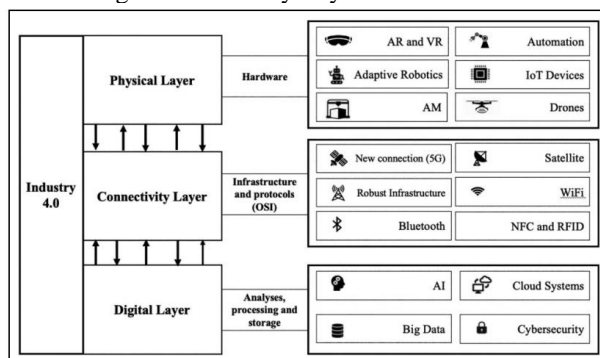 AR and VR
Automation
Physical Layer
Hardware
Adaptive Robotics
IoT Devices
AM
Drones
New connection (5G)
Satellite
Industry
4.0
Connectivity Layer
Infrastructure
and protocols
(OSI)
Robust Infrastructure
WiFi
Bluetooth
NFC and RFID
Digital Layer
Analyses,
processing and
storage
AI
Cloud Systems
Big Data
Cybersecurity